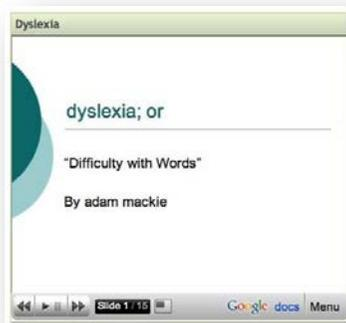 Dyslexia
dyslexia; or
“Difficulty with Words”
By adam mackie
Slide 1 / 15
Google docs
Menu